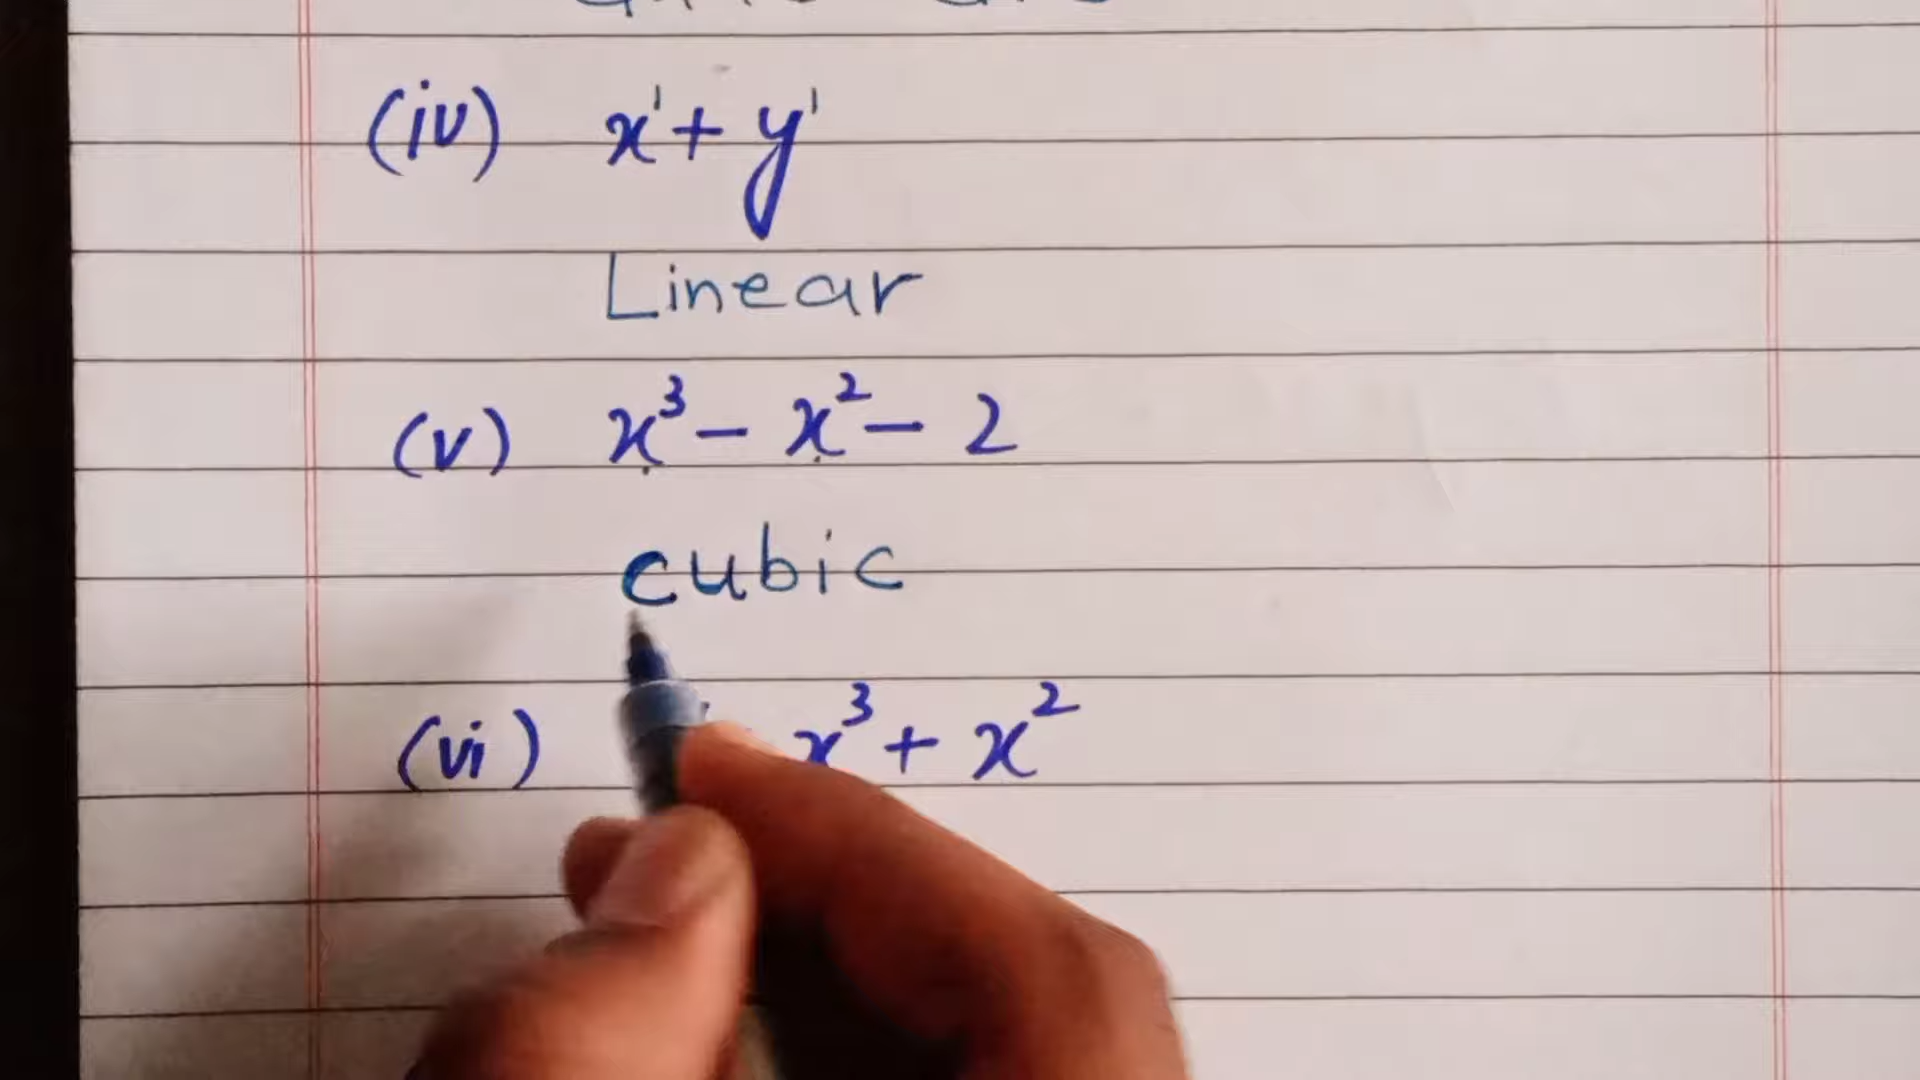 (iv) x¹ + y¹
Linear
(v) x³ - x² - 2
cubic
(vi) x³ + x²